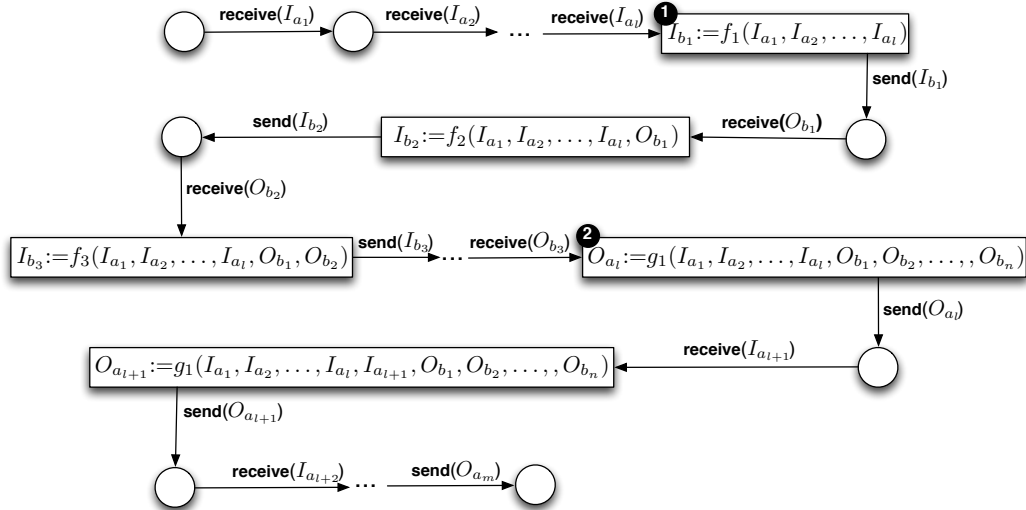 receive(I_{a_1}) receive(I_{a_2}) ... receive(I_{a_l}) 1
I_{b_1}:=f_1(I_{a_1}, I_{a_2}, . . . , I_{a_l})
send(I_{b_1})
send(I_{b_2}) I_{b_2}:=f_2(I_{a_1}, I_{a_2}, . . . , I_{a_l}, O_{b_1}) receive(O_{b_1})
receive(O_{b_2})
I_{b_3}:=f_3(I_{a_1}, I_{a_2}, . . . , I_{a_l}, O_{b_1}, O_{b_2}) send(I_{b_3}) ... receive(O_{b_3}) 2 O_{a_l}:=g_1(I_{a_1}, I_{a_2}, . . . , I_{a_l}, O_{b_1}, O_{b_2}, . . . , , O_{b_n})
send(O_{a_l})
O_{a_{l+1}}:=g_1(I_{a_1}, I_{a_2}, . . . , I_{a_l}, I_{a_{l+1}}, O_{b_1}, O_{b_2}, . . . , , O_{b_n}) receive(I_{a_{l+1}})
send(O_{a_{l+1}})
receive(I_{a_{l+2}}) ... send(O_{a_m})